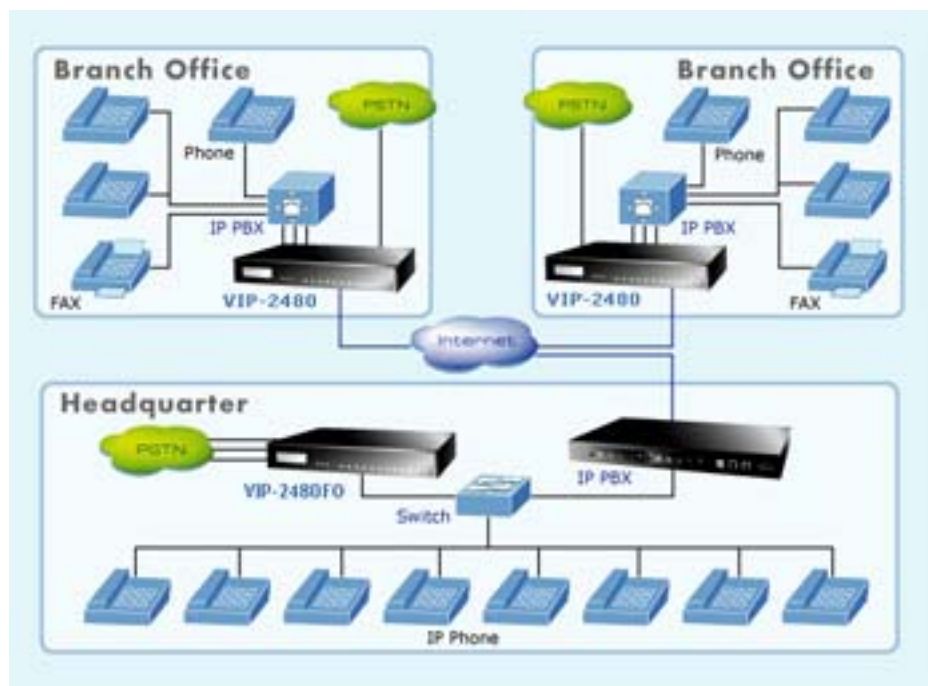 Branch Office
PSTN
Phone
IP PBX
FAX
VIP-2480
Branch Office
PSTN
Phone
IP PBX
VIP-2480
FAX
Internet
Headquarter
PSTN
VIP-2480FO
IP PBX
Switch
IP Phone